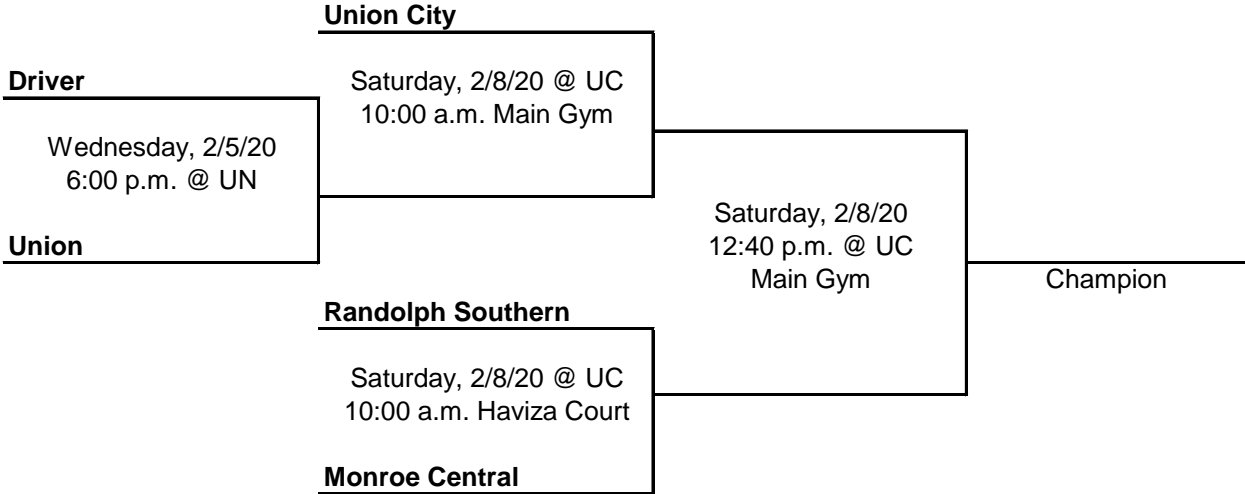 Union City
Driver
Saturday, 2/8/20 @ UC
10:00 a.m. Main Gym
Wednesday, 2/5/20
6:00 p.m. @ UN
Union
Saturday, 2/8/20
12:40 p.m. @ UC
Main Gym
Champion
Randolph Southern
Saturday, 2/8/20 @ UC
10:00 a.m. Haviza Court
Monroe Central